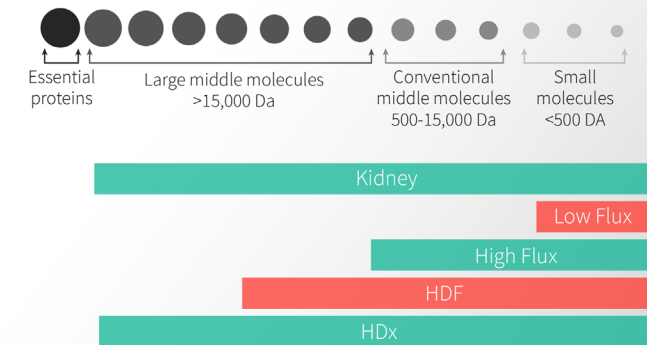 Essential
proteins
Large middle molecules
>15,000 Da
Conventional
middle molecules
500-15,000 Da
Small
molecules
<500 DA
Kidney
Low Flux
High Flux
HDF
HDx